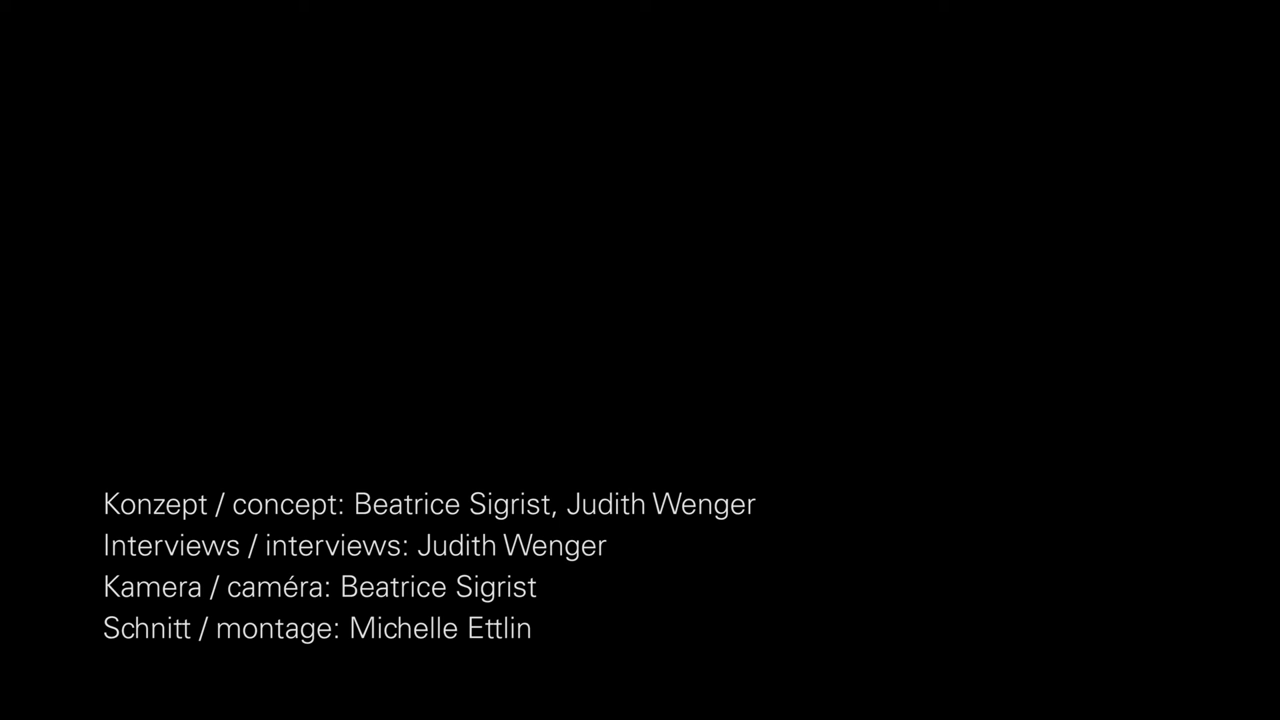 Konzept / concept: Beatrice Sigrist, Judith Wenger
Interviews / interviews: Judith Wenger
Kamera / caméra: Beatrice Sigrist
Schnitt / montage: Michelle Ettlin